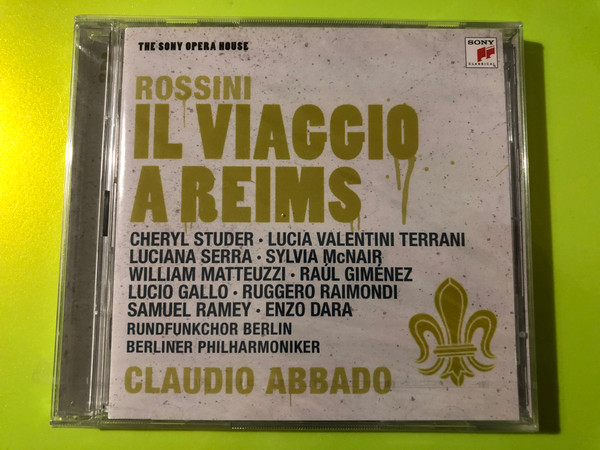 THE SONY OPERA HOUSE
SONY
CLASSICAL
ROSSINI
IL VIAGGIO
A REIMS
CHERYL STUDER · LUCIA VALENTINI TERRANI
LUCIANA SERRA · SYLVIA McNAIR
WILLIAM MATTEUZZI · RAÚL GIMÉNEZ
LUCIO GALLO · RUGGERO RAIMONDI
SAMUEL RAMEY · ENZO DARA
RUNDFUNKCHOR BERLIN
BERLINER PHILHARMONIKER
CLAUDIO ABBADO